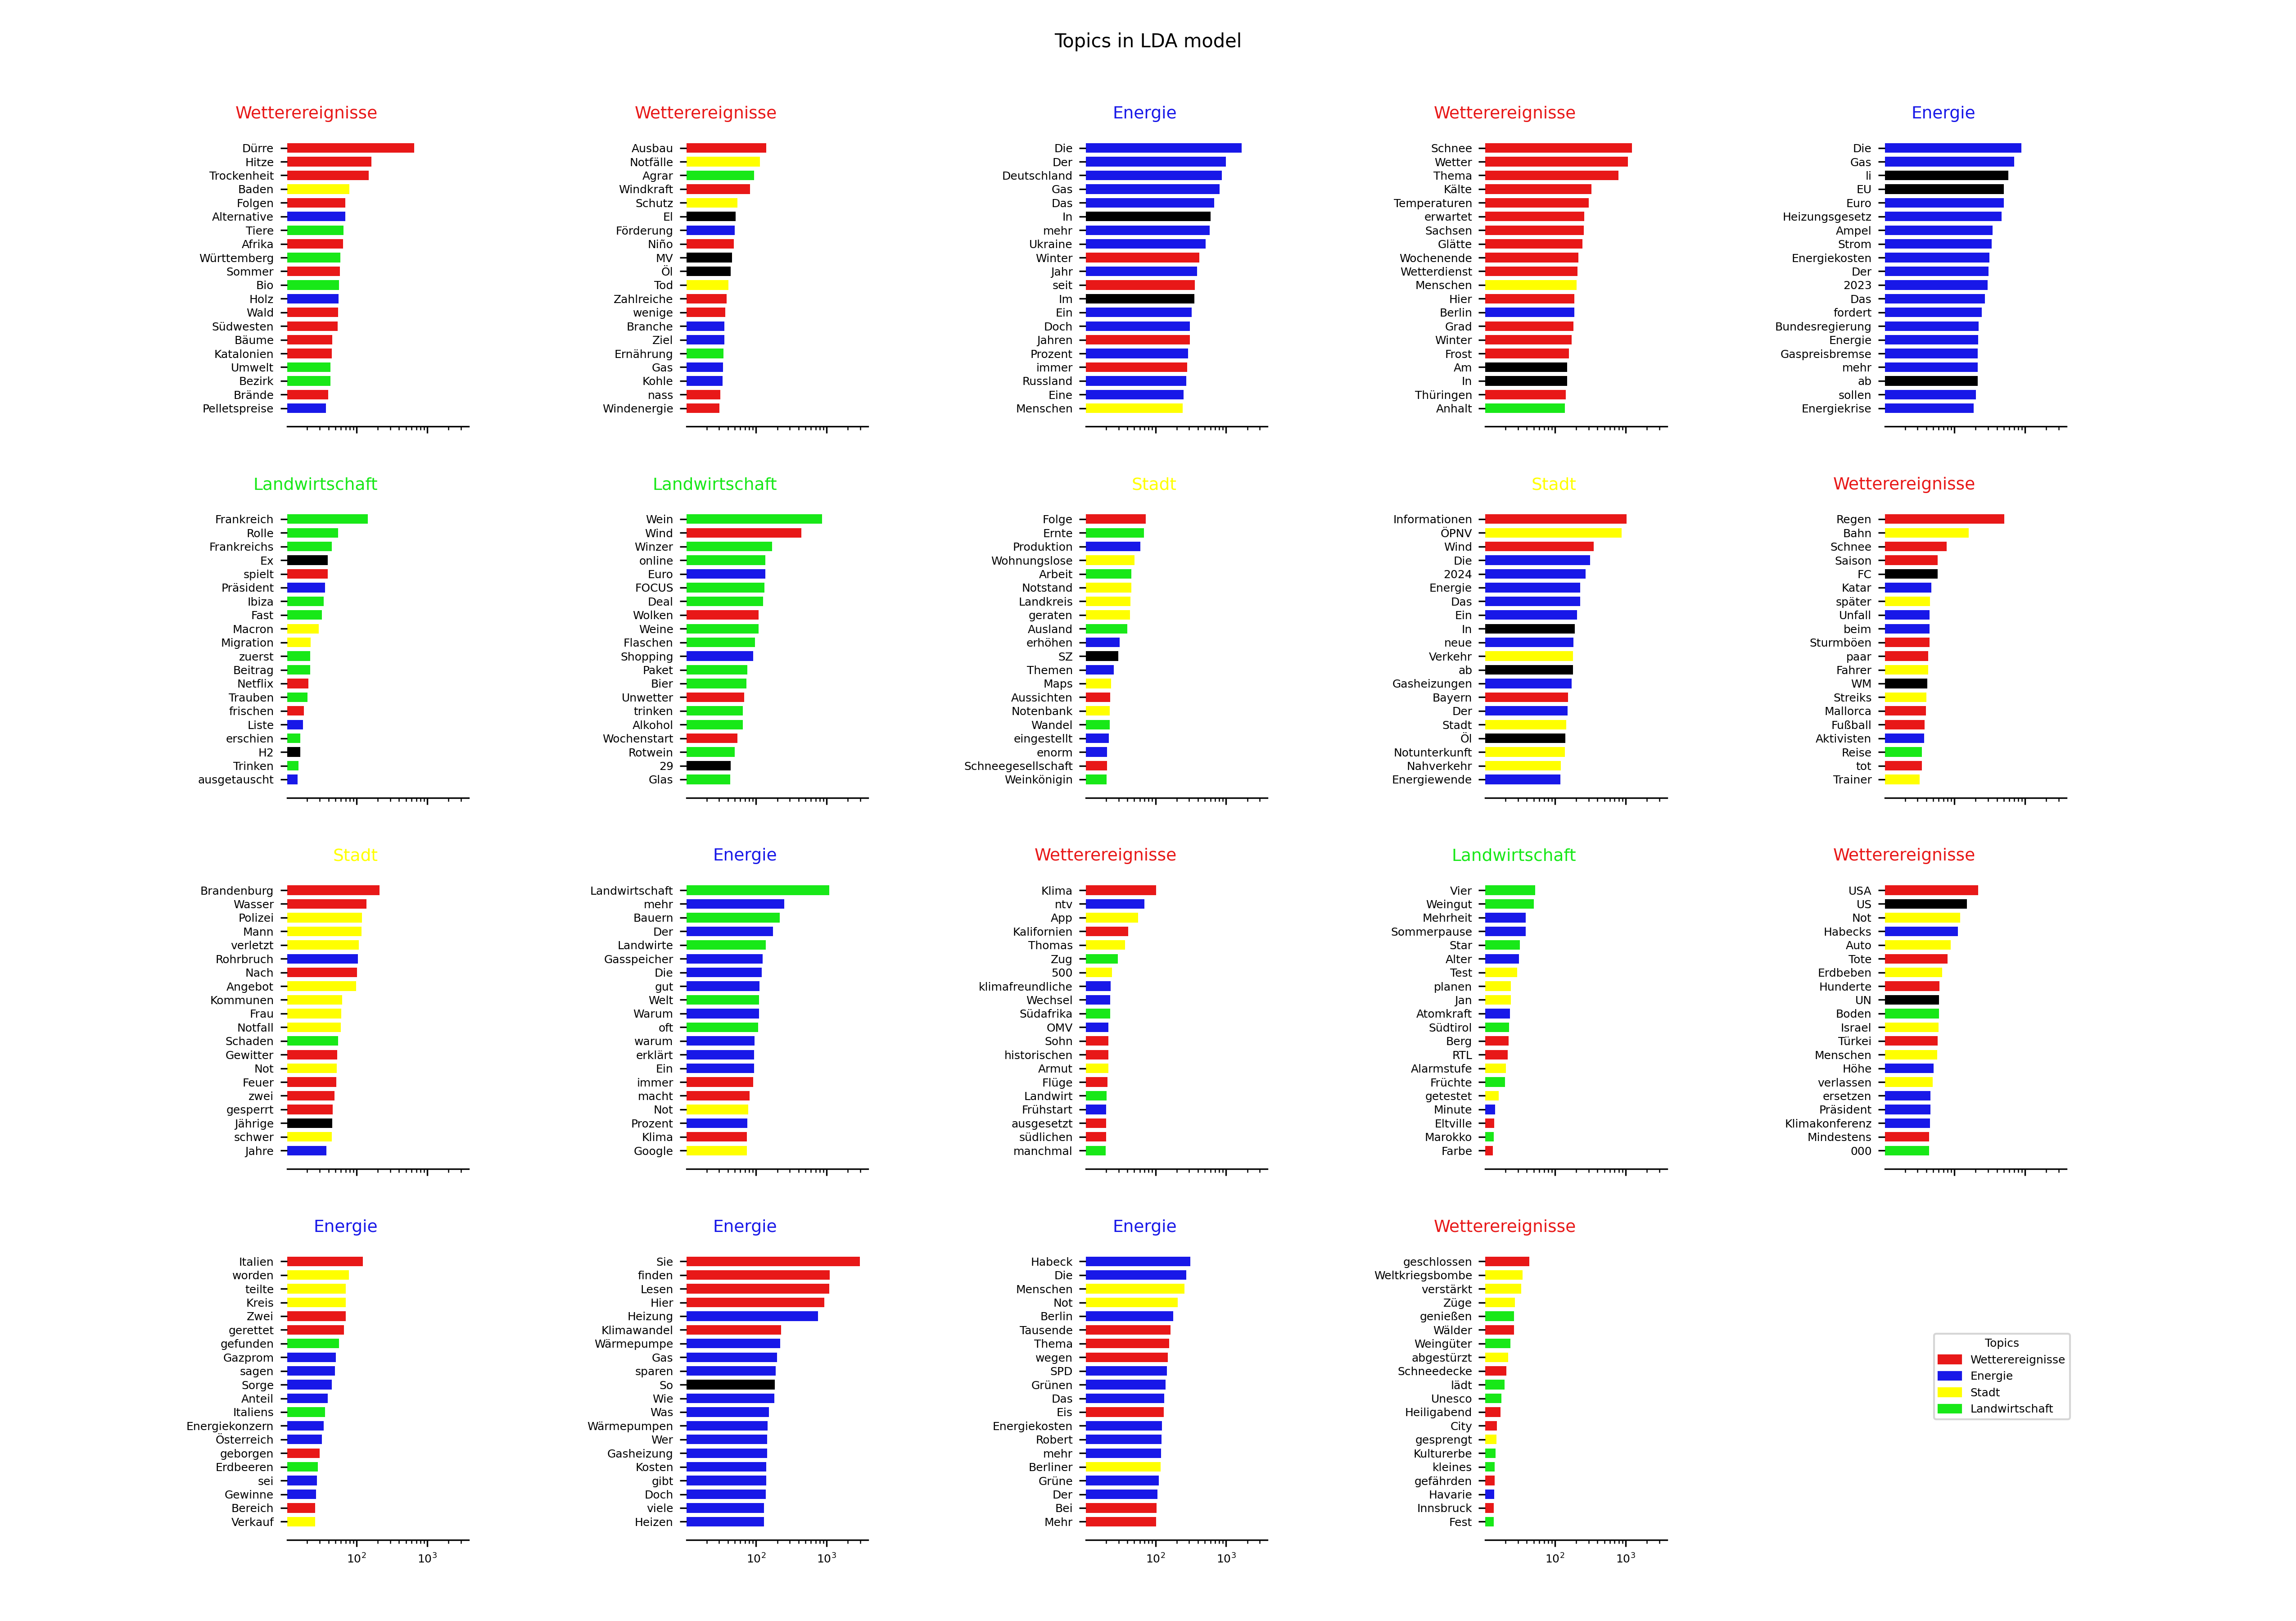 Topics in LDA model
Wetterereignisse
Dürre
Hitze
Trockenheit
Baden
Folgen
Alternative
Tiere
Afrika
Württemberg
Sommer
Bio
Holz
Wald
Südwesten
Bäume
Katalonien
Umwelt
Bezirk
Brände
Pelletspreise
Wetterereignisse
Ausbau
Notfälle
Agrar
Windkraft
Schutz
El
Förderung
Niño
MV
Öl
Tod
Zahlreiche
wenige
Branche
Ziel
Ernährung
Gas
Kohle
nass
Windenergie
Energie
Die
Der
Deutschland
Gas
Das
In
mehr
Ukraine
Winter
Jahr
seit
Im
Ein
Doch
Jahren
Prozent
immer
Russland
Eine
Menschen
Wetterereignisse
Schnee
Wetter
Thema
Kälte
Temperaturen
erwartet
Sachsen
Glätte
Wochenende
Wetterdienst
Menschen
Hier
Berlin
Grad
Winter
Frost
Am
In
Thüringen
Anhalt
Energie
Die
Gas
li
EU
Euro
Heizungsgesetz
Ampel
Strom
Energiekosten
Der
2023
Das
fordert
Bundesregierung
Energie
Gaspreisbremse
mehr
ab
sollen
Energiekrise
Landwirtschaft
Frankreich
Rolle
Frankreichs
Ex
spielt
Präsident
Ibiza
Fast
Macron
Migration
zuerst
Beitrag
Netflix
Trauben
frischen
Liste
erschien
H2
Trinken
ausgetauscht
Landwirtschaft
Wein
Wind
Winzer
online
Euro
FOCUS
Deal
Wolken
Weine
Flaschen
Shopping
Paket
Bier
Unwetter
trinken
Alkohol
Wochenstart
Rotwein
29
Glas
Stadt
Folge
Ernte
Produktion
Wohnungslose
Arbeit
Notstand
Landkreis
geraten
Ausland
erhöhen
SZ
Themen
Maps
Aussichten
Notenbank
Wandel
eingestellt
enorm
Schneegesellschaft
Weinkönigin
Stadt
Informationen
ÖPNV
Wind
Die
2024
Energie
Das
Ein
In
neue
Verkehr
ab
Gasheizungen
Bayern
Der
Stadt
Öl
Notunterkunft
Nahverkehr
Energiewende
Wetterereignisse
Regen
Bahn
Schnee
Saison
FC
Katar
später
Unfall
beim
Sturmböen
paar
Fahrer
WM
Streiks
Mallorca
Fußball
Aktivisten
Reise
tot
Trainer
Stadt
Brandenburg
Wasser
Polizei
Mann
verletzt
Rohrbruch
Nach
Angebot
Kommunen
Frau
Notfall
Schaden
Gewitter
Not
Feuer
zwei
gesperrt
Jährige
schwer
Jahre
Energie
Landwirtschaft
mehr
Bauern
Der
Landwirte
Gasspeicher
Die
gut
Welt
Warum
oft
warum
erklärt
Ein
immer
macht
Not
Prozent
Klima
Google
Wetterereignisse
Klima
ntv
App
Kalifornien
Thomas
Zug
500
klimafreundliche
Wechsel
Südafrika
OMV
Sohn
historischen
Armut
Flüge
Landwirt
Frühstart
ausgesetzt
südlichen
manchmal
Landwirtschaft
Vier
Weingut
Mehrheit
Sommerpause
Star
Alter
Test
planen
Jan
Atomkraft
Südtirol
Berg
RTL
Alarmstufe
Früchte
getestet
Minute
Eltville
Marokko
Farbe
Wetterereignisse
USA
US
Not
Habecks
Auto
Tote
Erdbeben
Hunderte
UN
Boden
Israel
Türkei
Menschen
Höhe
verlassen
ersetzen
Präsident
Klimakonferenz
Mindestens
000
Energie
Italien
worden
teilte
Kreis
Zwei
gerettet
gefunden
Gazprom
sagen
Sorge
Anteil
Italiens
Energiekonzern
Österreich
geborgen
Erdbeeren
sei
Gewinne
Bereich
Verkauf
10² 10³
Energie
Sie
finden
Lesen
Hier
Heizung
Klimawandel
Wärmepumpe
Gas
sparen
So
Wie
Was
Wärmepumpen
Wer
Gasheizung
Kosten
gibt
Doch
viele
Heizen
10² 10³
Energie
Habeck
Die
Menschen
Not
Berlin
Tausende
Thema
wegen
SPD
Grünen
Das
Eis
Energiekosten
Robert
mehr
Berliner
Grüne
Der
Bei
Mehr
10² 10³
Wetterereignisse
geschlossen
Weltkriegsbombe
verstärkt
Züge
genießen
Wälder
Weingüter
abgestürzt
Schneedecke
lädt
Unesco
Heiligabend
City
gesprengt
Kulturerbe
kleines
gefährden
Havarie
Innsbruck
Fest
10² 10³
Topics
Wetterereignisse
Energie
Stadt
Landwirtschaft